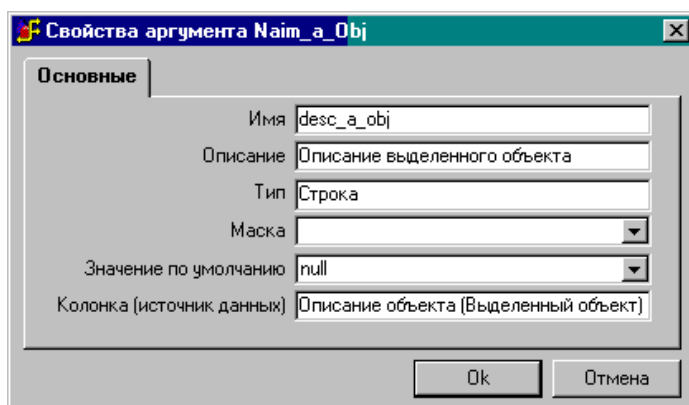 Свойства аргумента Naim_a_Obj
Основные
Имя desc_a_obj
Описание Описание выделенного объекта
Тип Строка
Маска
Значение по умолчанию null
Колонка (источник данных) Описание объекта (Выделенный объект)
Ok Отмена